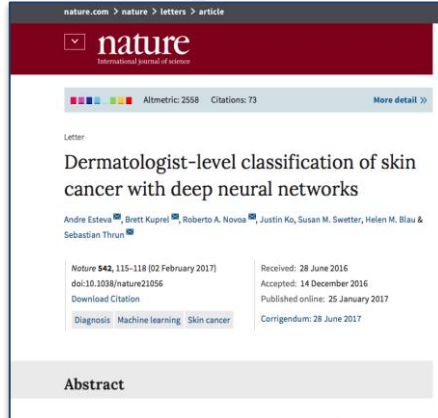 nature.com > nature > letters > article
nature
International journal of science
Altmetric: 2558 Citations: 73 More detail »
Letter
Dermatologist-level classification of skin
cancer with deep neural networks
Andre Esteva, Brett Kuprel, Roberto A. Novoa, Justin Ko, Susan M. Swetter, Helen M. Blau &
Sebastian Thrun
Nature 542, 115–118 (02 February 2017)
doi:10.1038/nature21056
Download Citation
Diagnosis Machine learning Skin cancer
Received: 28 June 2016
Accepted: 14 December 2016
Published online: 25 January 2017
Corrigendum: 28 June 2017
Abstract